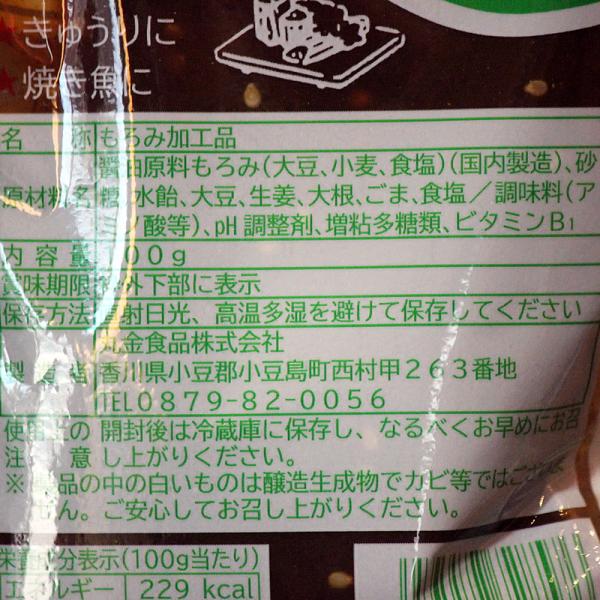 きゅうりに
焼き魚に
名 称 もろみ加工品
原材料名 醤油原料もろみ(大豆、小麦、食塩)(国内製造)、砂
糖、水飴、大豆、生姜、大根、ごま、食塩／調味料(ア
ミノ酸等)、pH調整剤、増粘多糖類、ビタミンB1
内容量 00g
賞味期限 枠外下部に表示
保存方法 直射日光、高温多湿を避けて保存してください
製造者 丸金食品株式会社
香川県小豆郡小豆島町西村甲263番地
TEL0879-82-0056
使用上の注意 開封後は冷蔵庫に保存し、なるべくお早めにお召
し上がりください。
※製品の中の白いものは醸造生成物でカビ等ではござい
ません。ご安心してお召し上がりください。
栄養成分表示(100g当たり)
エネルギー 229 kcal